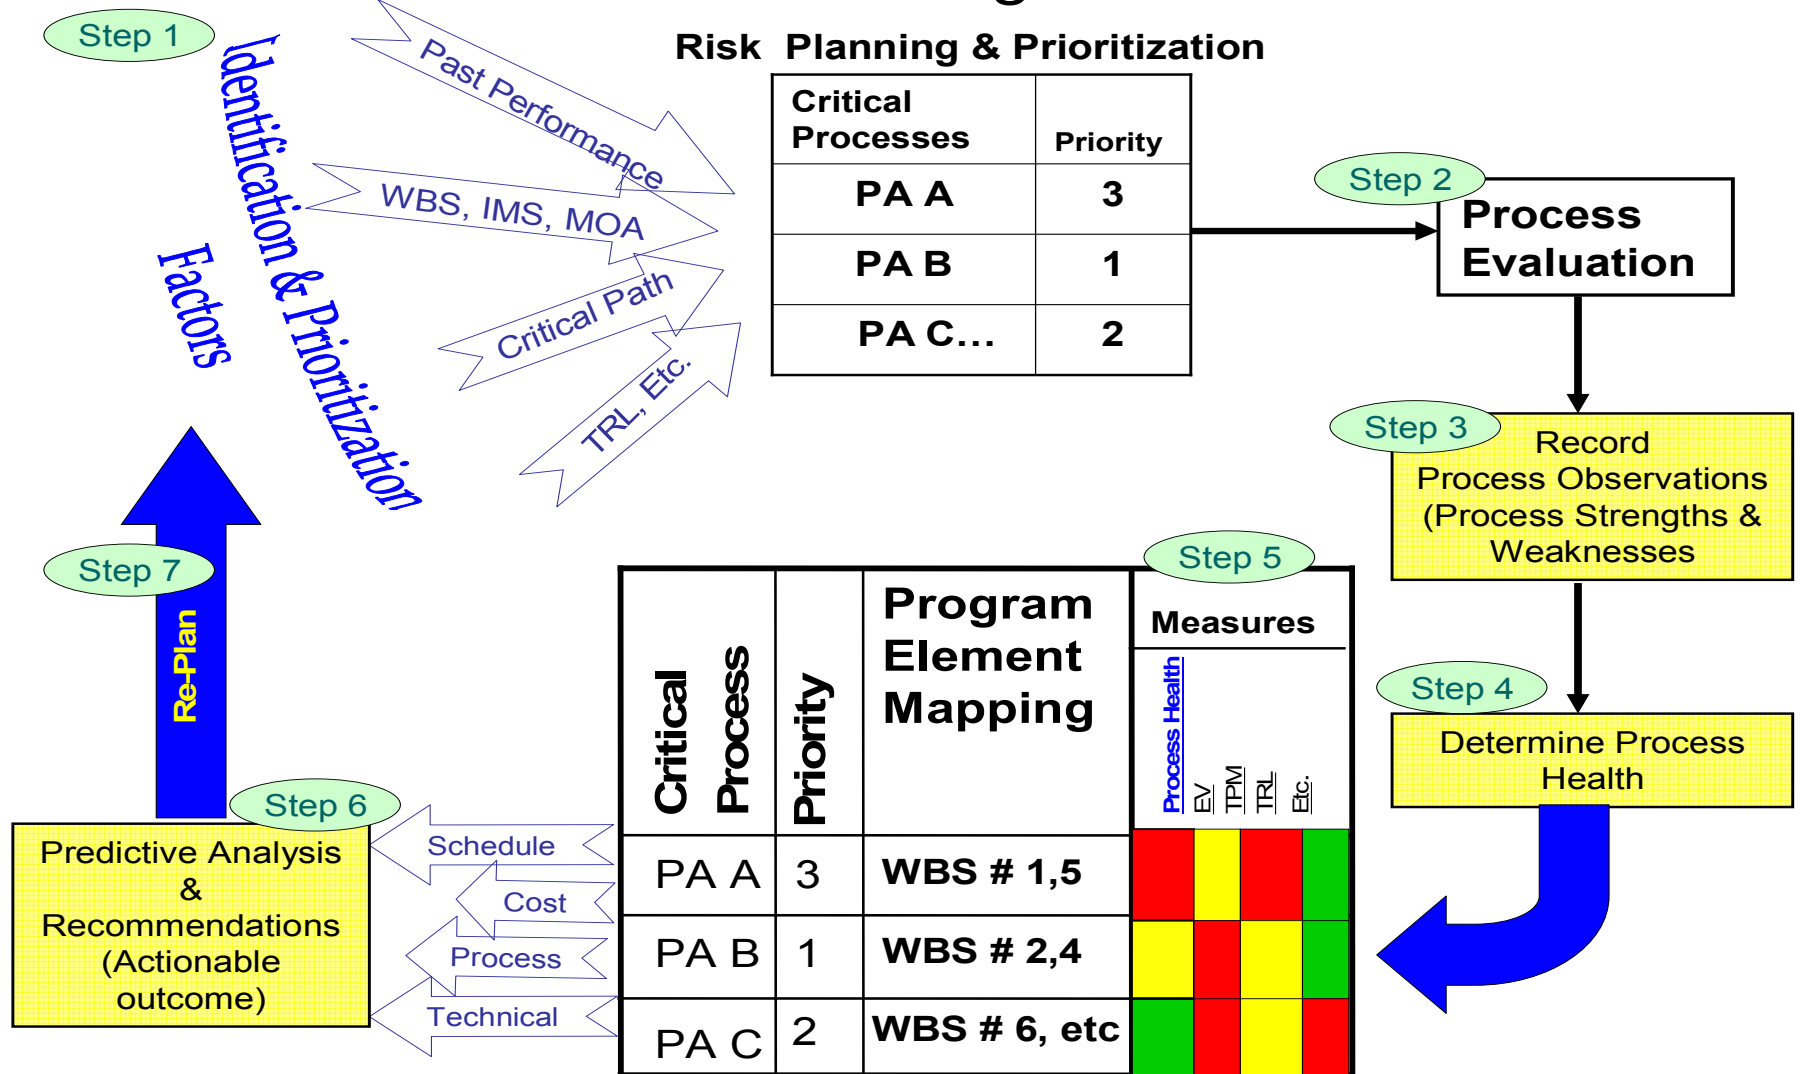 Step 1
Identification & Prioritization
Factors
Past Performance
WBS, IMS, MOA
Critical Path
TRL, Etc.
Risk Planning & Prioritization
Critical
Processes
Priority
PA A
3
PA B
1
PA C...
2
Step 2
Process
Evaluation
Step 3
Record
Process Observations
(Process Strengths &
Weaknesses
Step 4
Determine Process
Health
Step 5
Critical
Process
Priority
Program
Element
Mapping
Measures
Process Health
EV
TPM
TRL
Etc.
PA A
3
WBS # 1,5
PA B
1
WBS # 2,4
PA C
2
WBS # 6, etc
Schedule
Cost
Process
Technical
Step 6
Predictive Analysis
&
Recommendations
(Actionable
outcome)
Step 7
Re-Plan